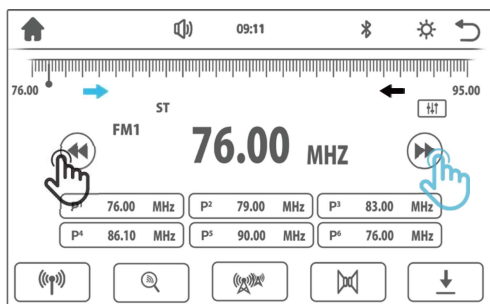 09:11
76.00 95.00
ST
FM1 76.00 MHZ
P1 76.00 MHz P2 79.00 MHz P3 83.00 MHz
P4 86.10 MHz P5 90.00 MHz P6 76.00 MHz